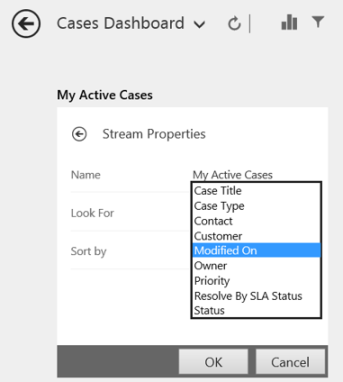 Cases Dashboard
My Active Cases
Stream Properties
Name My Active Cases
Look For
Sort by
Case Title
Case Type
Contact
Customer
Modified On
Owner
Priority
Resolve By SLA Status
Status
OK Cancel